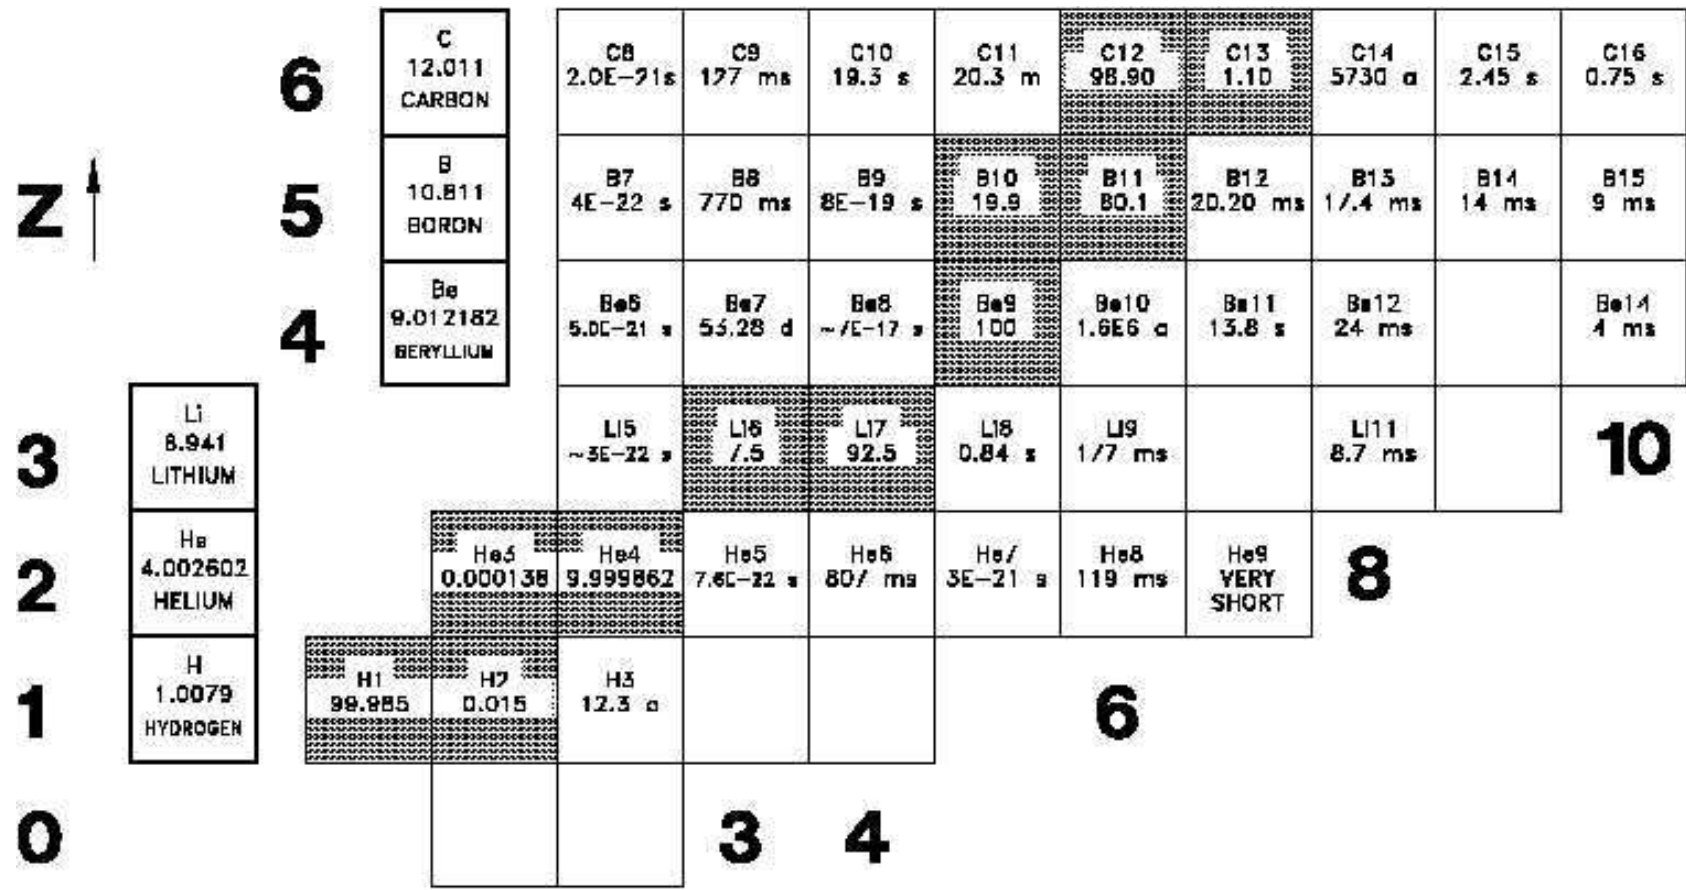 6
C
12.011
CARBON
C8
2.0E-21s
C9
127 ms
C10
19.3 s
C11
20.3 m
C12
98.90
C13
1.10
C14
5730 a
C15
2.45 s
C16
0.75 s
Z
5
B
10.811
BORON
B7
4E-22 s
B8
770 ms
B9
8E-19 s
B10
19.9
B11
80.1
B12
20.20 ms
B13
17.4 ms
B14
14 ms
B15
9 ms
4
Be
9.012182
BERYLLIUM
Be6
5.0E-21 s
Be7
53.28 d
Be8
~7E-17 s
Be9
100
Be10
1.6E6 a
Be11
13.8 s
Be12
24 ms
Be14
4 ms
3
Li
6.941
LITHIUM
Li5
~3E-22 s
Li6
7.5
Li7
92.5
Li8
0.84 s
Li9
177 ms
Li11
8.7 ms
10
2
He
4.002602
HELIUM
He3
0.000138
He4
9.999862
He5
7.6E-22 s
He6
807 ms
He7
3E-21 s
He8
119 ms
He9
VERY
SHORT
8
1
H
1.0079
HYDROGEN
H1
99.985
H2
0.015
H3
12.3 a
6
0
3
4